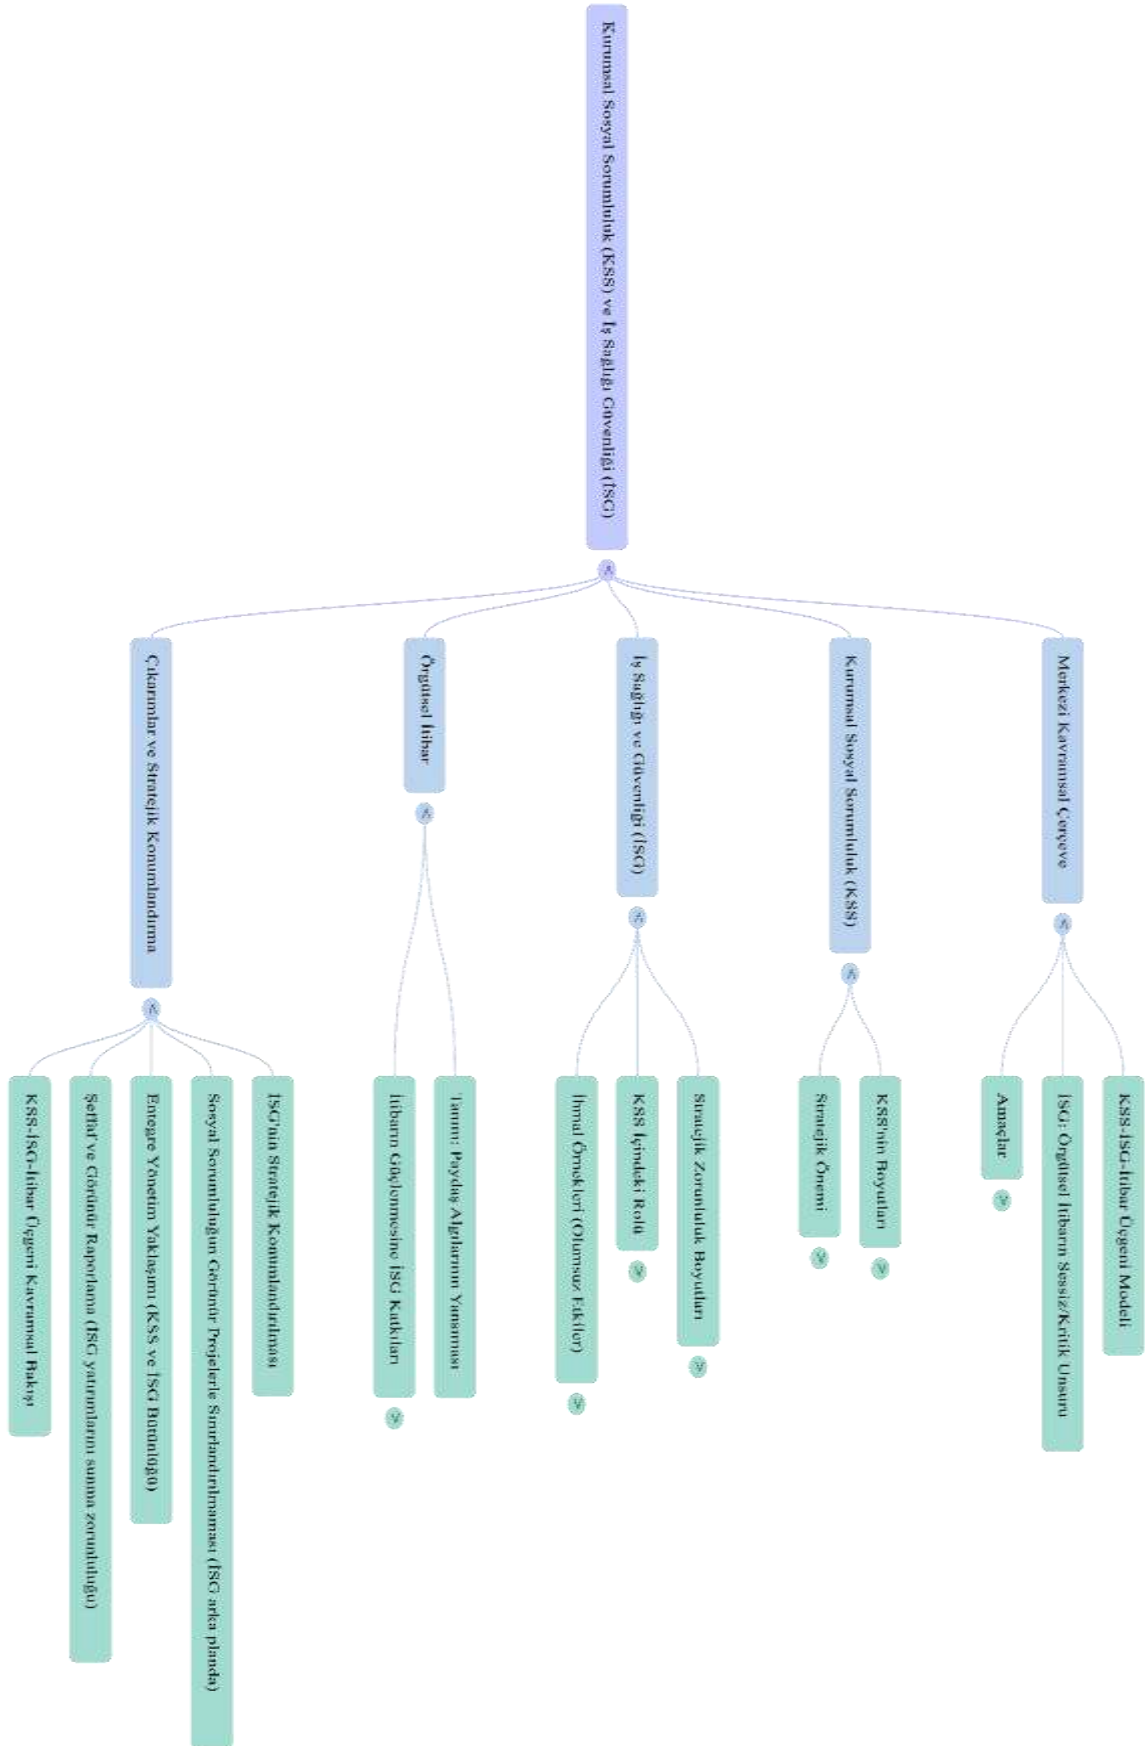 Kurumsal Sosyal Sorumluluk (KSS) ve İş Sağlığı Güvenliği (İSG)
Merkezi Kavramsal Çerçeve
KSS-İSG-İtibar Üçgeni Modeli
İSG: Örgütsel İtibarın Sessiz/Kritik Unsuru
Amaçlar
Kurumsal Sosyal Sorumluluk (KSS)
KSS'nin Boyutları
Stratejik Önemi
İş Sağlığı ve Güvenliği (İSG)
Stratejik Zorunluluk Boyutları
KSS İçindeki Rolü
İhmal Örnekleri (Olumsuz Etkiler)
Örgütsel İtibar
Tanım: Paydaş Algılarının Yansıması
İtibarın Güçlenmesine İSG Katkıları
Çıkarımlar ve Stratejik Konumlandırma
İSG'nin Stratejik Konumlandırılması
Sosyal Sorumluluğun Görünür Projelerle Sınırlandırılmaması (İSG arka planda)
Entegre Yönetim Yaklaşımı (KSS ve İSG Bütünlüğü)
Şeffaf ve Görünür Raporlama (İSG yatırımlarını sunma zorunluluğu)
KSS-İSG-İtibar Üçgeni Kavramsal Bakışı